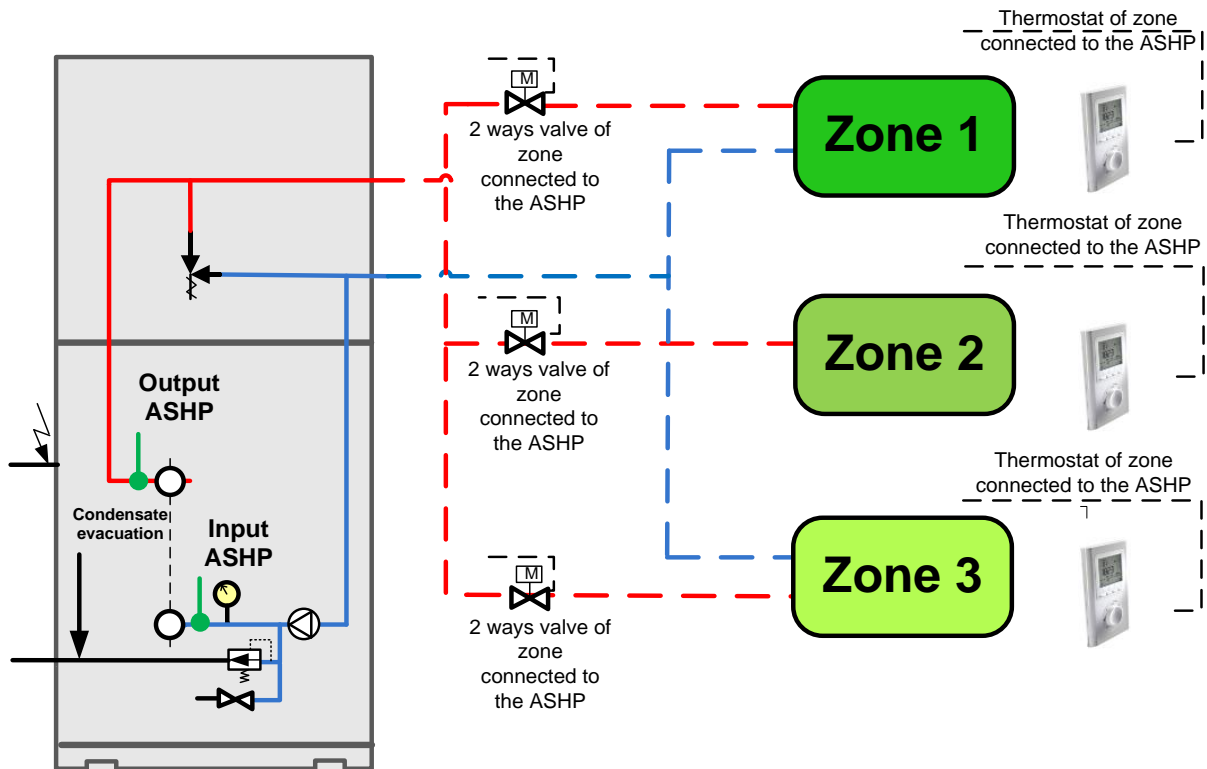 Thermostat of zone
connected to the ASHP
M
2 ways valve of
zone
connected to
the ASHP
Zone 1
Thermostat of zone
connected to the ASHP
M
2 ways valve of
zone
connected to
the ASHP
Zone 2
Output
ASHP
Thermostat of zone
connected to the ASHP
Condensate
evacuation
Input
ASHP
M
2 ways valve of
zone
connected to
the ASHP
Zone 3